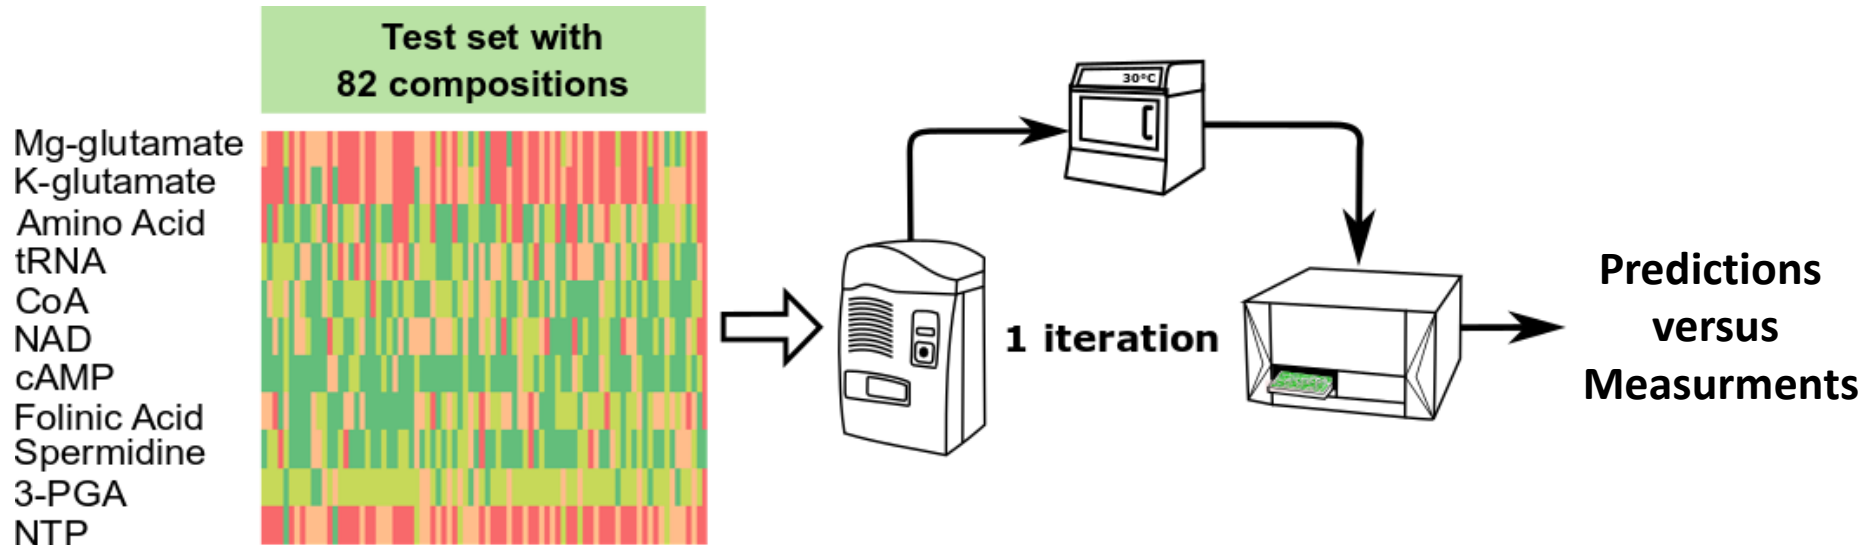 Test set with
82 compositions
Mg-glutamate
K-glutamate
Amino Acid
tRNA
CoA
NAD
cAMP
Folinic Acid
Spermidine
3-PGA
NTP
30°C
1 iteration
Predictions
versus
Measurments